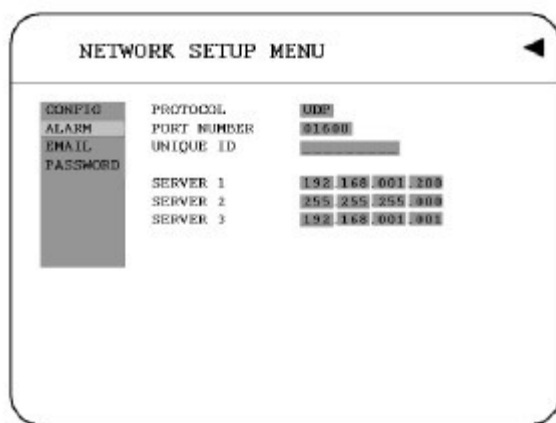 NETWORK SETUP MENU
CONFIG
ALARM
EMAIL
PASSWORD
PROTOCOL UDP
PORT NUMBER 01600
UNIQUE ID
SERVER 1 192.168.001.200
SERVER 2 255.255.255.000
SERVER 3 192.168.001.001